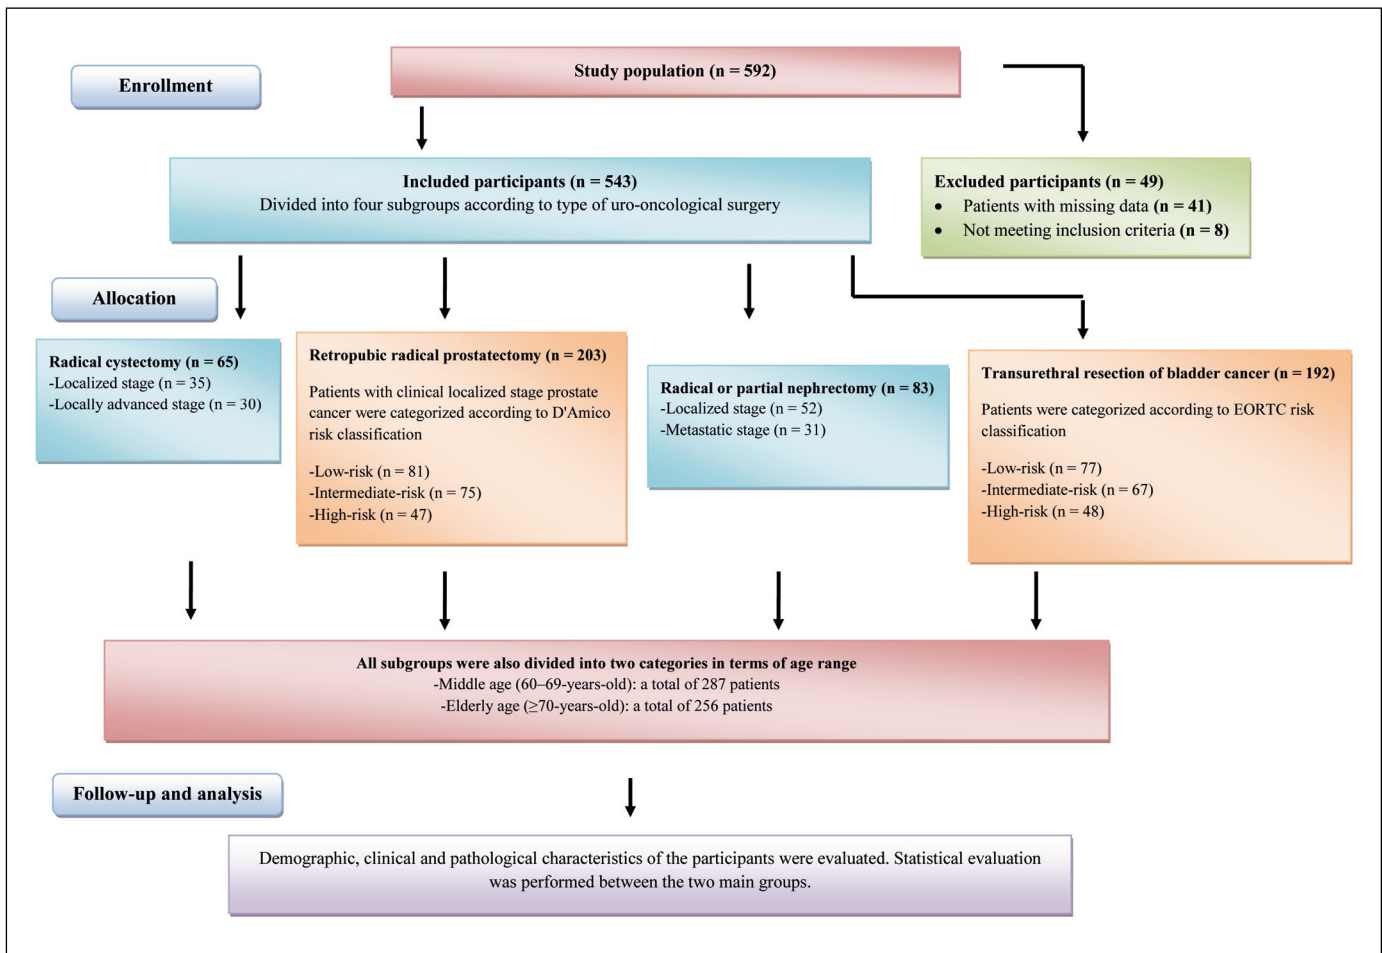 Enrollment
Study population (n = 592)
Included participants (n = 543)
Divided into four subgroups according to type of uro-oncological surgery
Excluded participants (n = 49)
• Patients with missing data (n = 41)
• Not meeting inclusion criteria (n = 8)
Allocation
Radical cystectomy (n = 65)
-Localized stage (n = 35)
-Locally advanced stage (n = 30)
Retropubic radical prostatectomy (n = 203)
Patients with clinical localized stage prostate
cancer were categorized according to D'Amico
risk classification
-Low-risk (n = 81)
-Intermediate-risk (n = 75)
-High-risk (n = 47)
Radical or partial nephrectomy (n = 83)
-Localized stage (n = 52)
-Metastatic stage (n = 31)
Transurethral resection of bladder cancer (n = 192)
Patients were categorized according to EORTC risk
classification
-Low-risk (n = 77)
-Intermediate-risk (n = 67)
-High-risk (n = 48)
All subgroups were also divided into two categories in terms of age range
-Middle age (60–69-years-old): a total of 287 patients
-Elderly age (≥70-years-old): a total of 256 patients
Follow-up and analysis
Demographic, clinical and pathological characteristics of the participants were evaluated. Statistical evaluation
was performed between the two main groups.